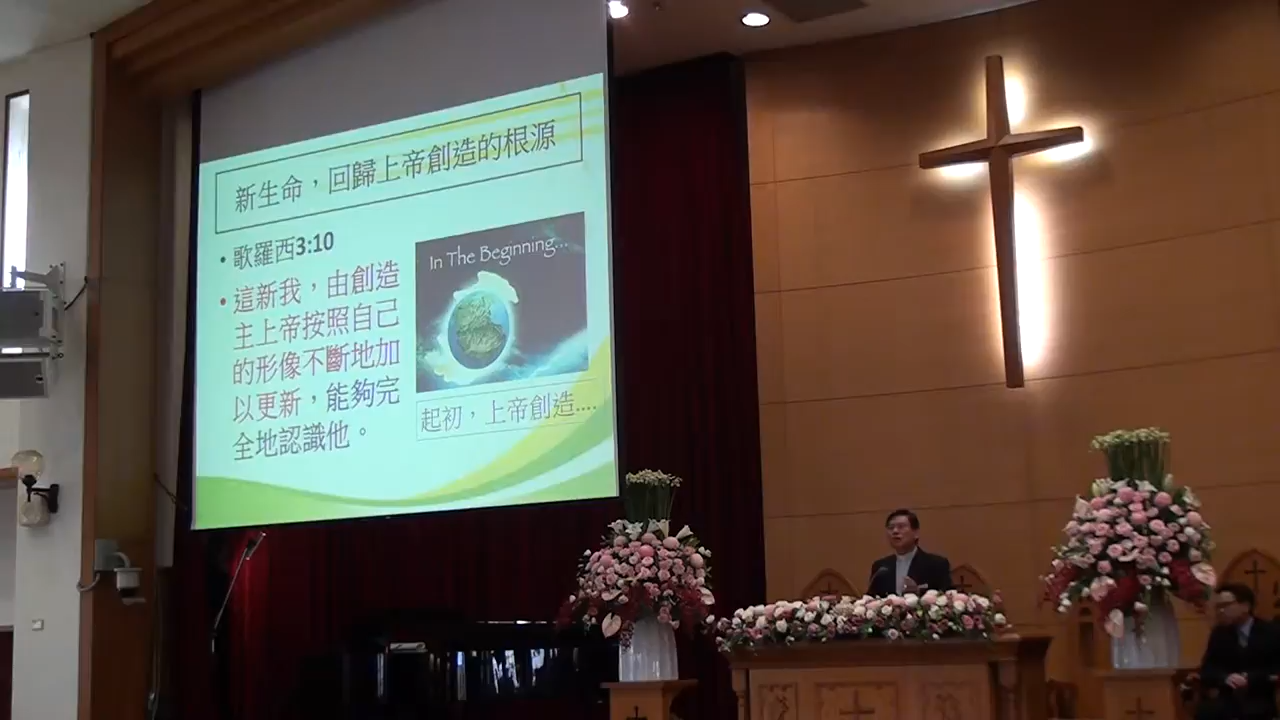 新生命，回歸上帝創造的根源
• 歌羅西3:10
• 這新我，由創造
主上帝按照自己
的形像不斷地加
以更新，能夠完
全地認識他。
In The Beginning...
起初，上帝創造....